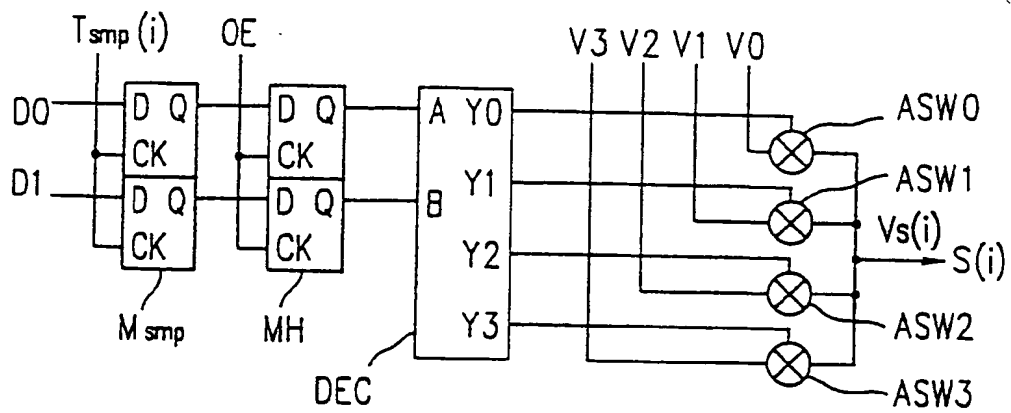 Tsmp(i) OE V3 V2 V1 V0
D0 D Q D Q A Y0 ASW0
CK CK
D1 D Q D Q B Y1 ASW1
CK CK Vs(i)
Y2 S(i)
Msmp MH Y3 ASW2
DEC ASW3